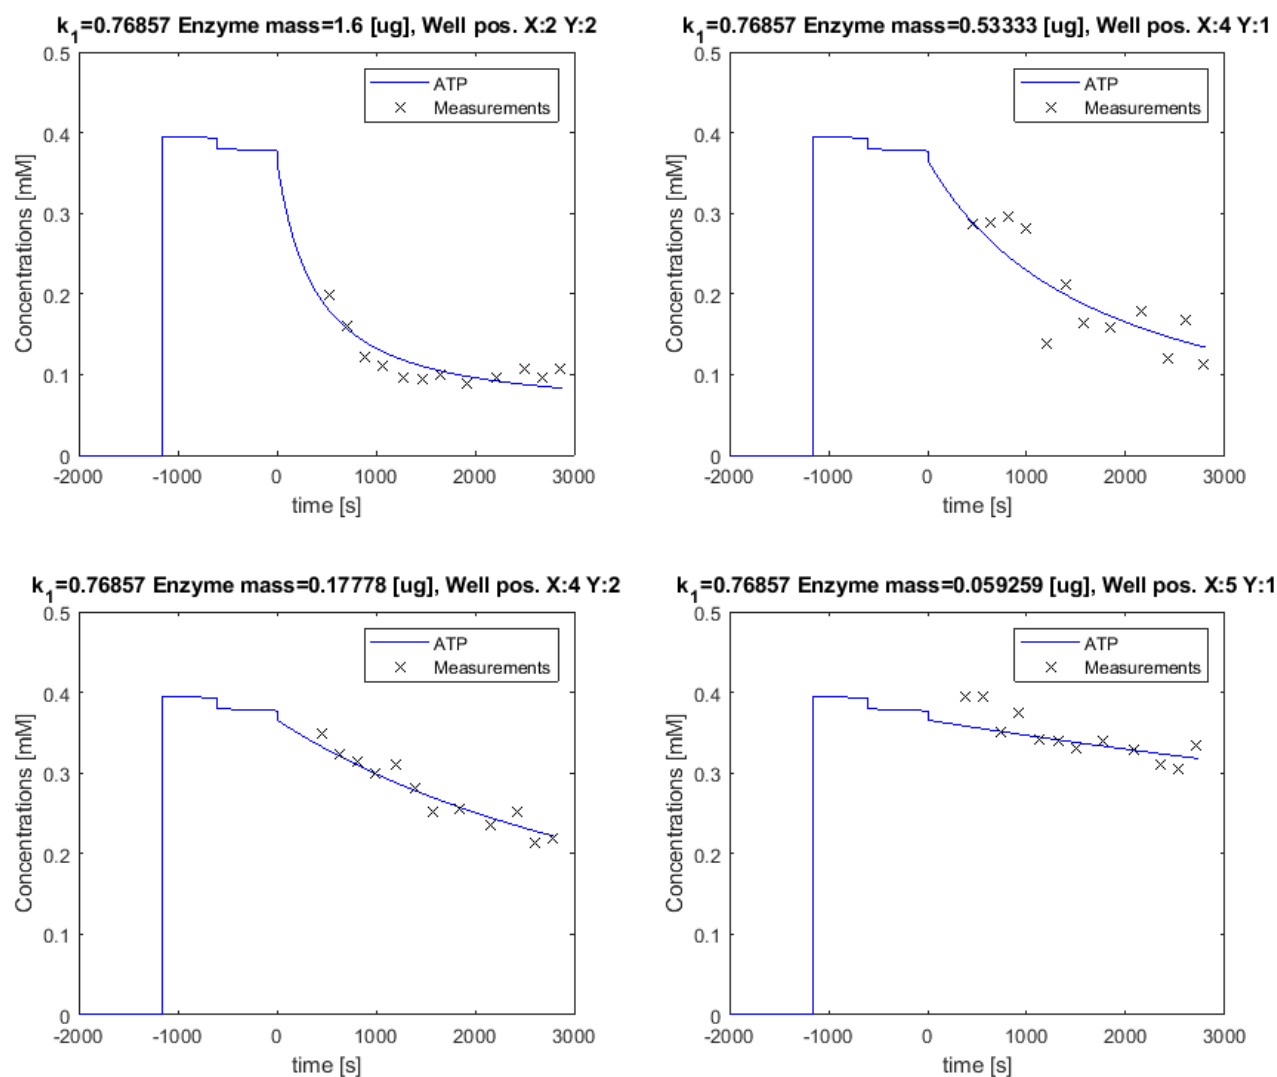 k1=0.76857 Enzyme mass=1.6 [ug], Well pos. X:2 Y:2
0.5
0.4
0.3
0.2
0.1
0
Concentrations [mM]
ATP
Measurements
-2000 -1000 0 1000 2000 3000
time [s]
k1=0.76857 Enzyme mass=0.53333 [ug], Well pos. X:4 Y:1
0.5
0.4
0.3
0.2
0.1
0
Concentrations [mM]
ATP
Measurements
-2000 -1000 0 1000 2000 3000
time [s]
k1=0.76857 Enzyme mass=0.17778 [ug], Well pos. X:4 Y:2
0.5
0.4
0.3
0.2
0.1
0
Concentrations [mM]
ATP
Measurements
-2000 -1000 0 1000 2000 3000
time [s]
k1=0.76857 Enzyme mass=0.059259 [ug], Well pos. X:5 Y:1
0.5
0.4
0.3
0.2
0.1
0
Concentrations [mM]
ATP
Measurements
-2000 -1000 0 1000 2000 3000
time [s]